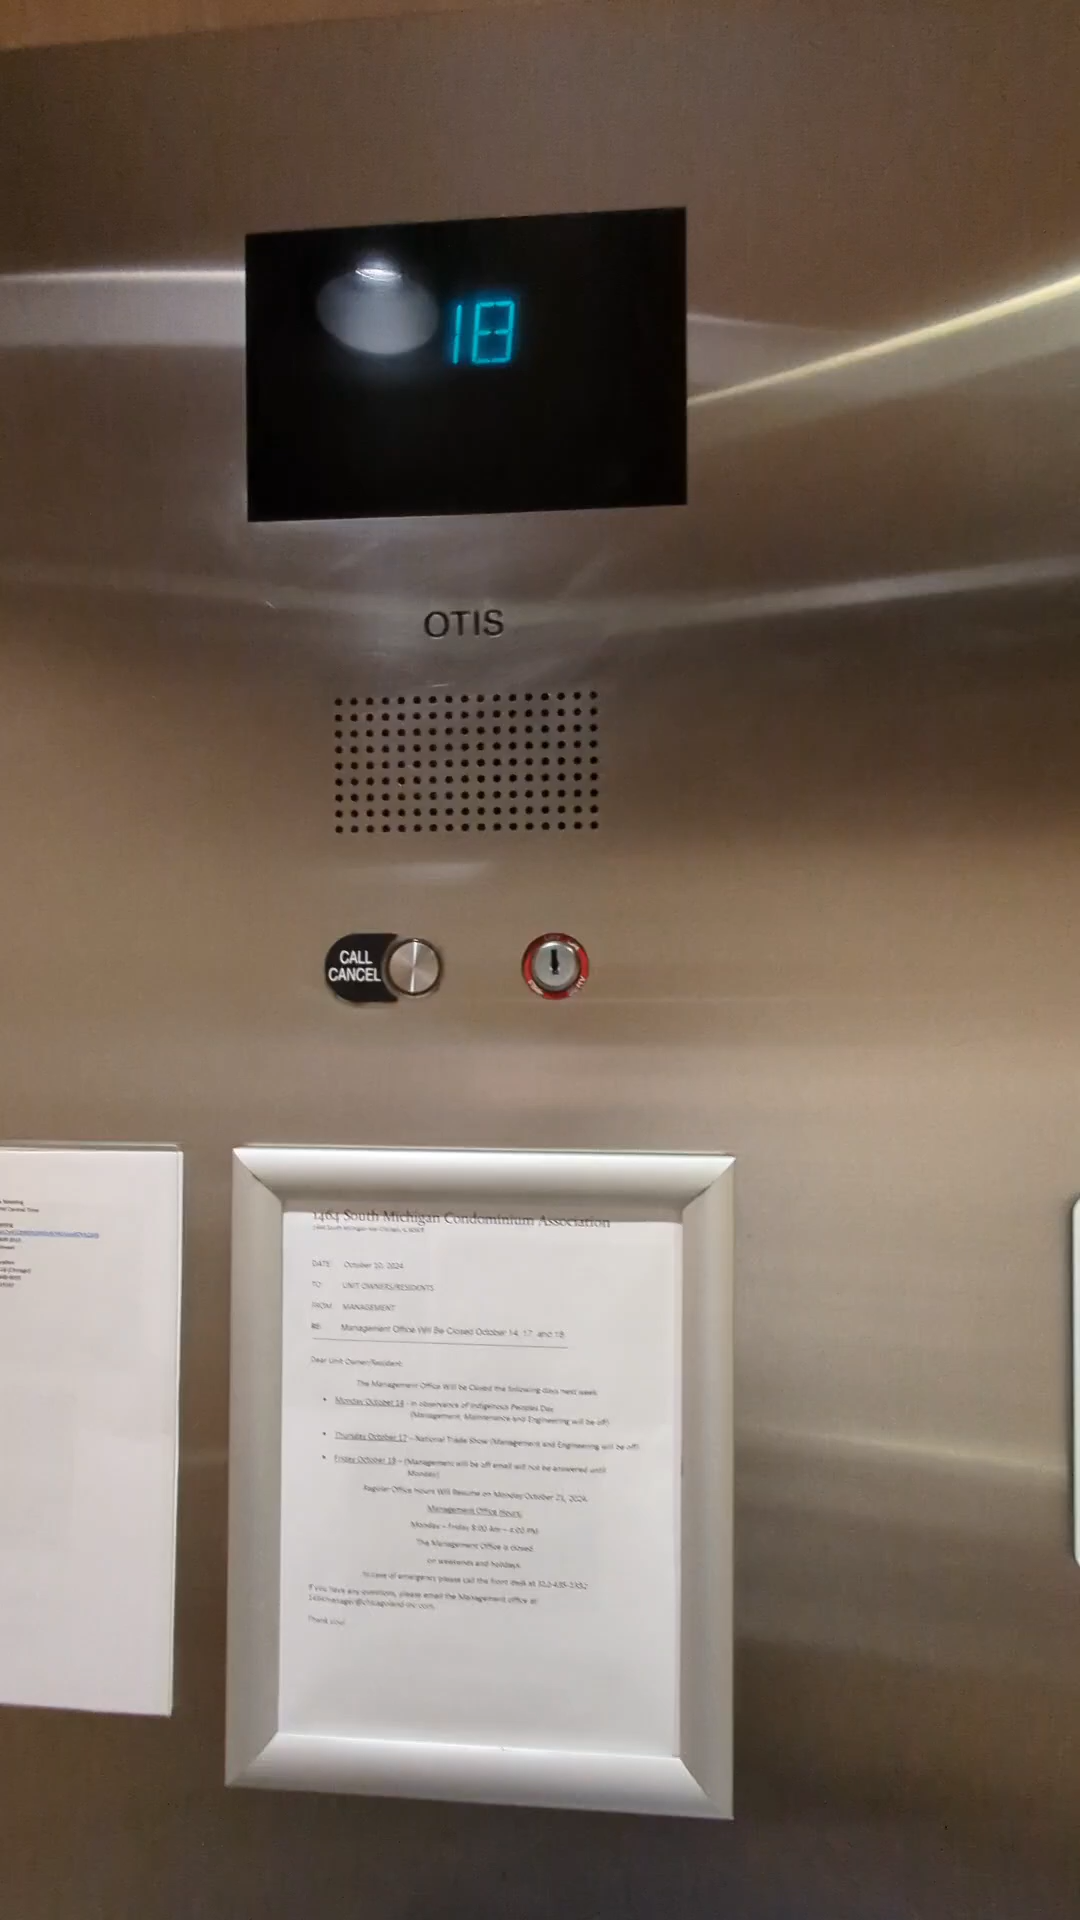 18
OTIS
CALL
CANCEL
1464 South Michigan Condominium Association
DATE: October 10, 2024
TO: UNIT OWNERS/RESIDENTS
FROM: MANAGEMENT
RE: Management Office Will Be Closed October 14, 17, and 18
Dear Unit Owner/Resident:
The Management Office Will be Closed the following days next week
• Monday October 14 - in observance of Indigenous Peoples Day
(Management, Maintenance and Engineering will be off)
• Thursday October 17 – National Trade Show (Management and Engineering will be off)
• Friday October 18 – (Management will be off email will not be answered until
Monday)
Regular Office hours Will Resume on Monday October 21, 2024.
Management Office Hours:
Monday – Friday 8:00 Am – 4:00 PM
The Management Office is closed
on weekends and holidays.
In case of emergency please call the front desk at
If you have any questions, please email the Management office at
Thank you!
Meeting
Central Time